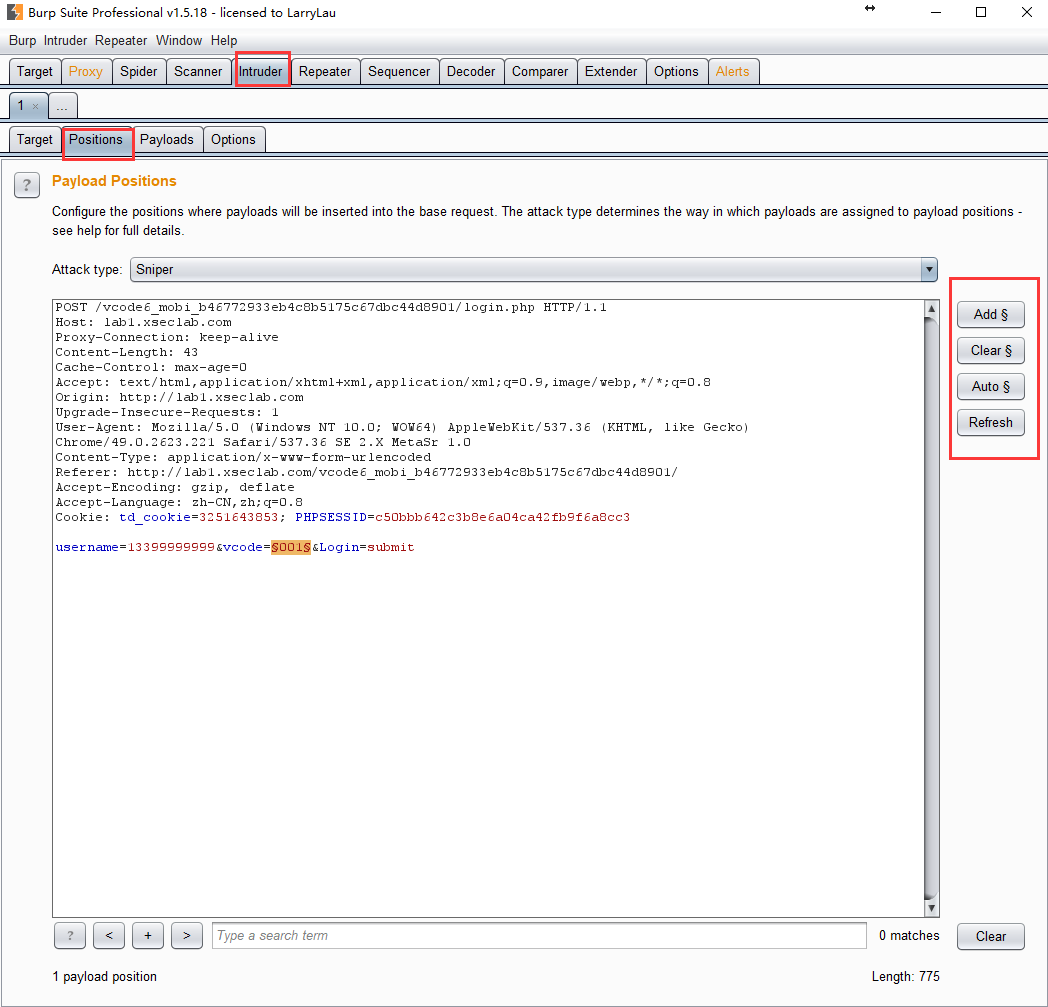 Burp Suite Professional v1.5.18 - licensed to LarryLau
Burp Intruder Repeater Window Help
Target Proxy Spider Scanner Intruder Repeater Sequencer Decoder Comparer Extender Options Alerts
1 × ...
Target Positions Payloads Options
? Payload Positions
Configure the positions where payloads will be inserted into the base request. The attack type determines the way in which payloads are assigned to payload positions -
see help for full details.
Attack type: Sniper
POST /vcode6_mobi_b46772933eb4c8b5175c67dbc44d8901/login.php HTTP/1.1
Host: lab1.xseclab.com
Proxy-Connection: keep-alive
Content-Length: 43
Cache-Control: max-age=0
Accept: text/html,application/xhtml+xml,application/xml;q=0.9,image/webp,*/*;q=0.8
Origin: http://lab1.xseclab.com
Upgrade-Insecure-Requests: 1
User-Agent: Mozilla/5.0 (Windows NT 10.0; WOW64) AppleWebKit/537.36 (KHTML, like Gecko)
Chrome/49.0.2623.221 Safari/537.36 SE 2.X MetaSr 1.0
Content-Type: application/x-www-form-urlencoded
Referer: http://lab1.xseclab.com/vcode6_mobi_b46772933eb4c8b5175c67dbc44d8901/
Accept-Encoding: gzip, deflate
Accept-Language: zh-CN,zh;q=0.8
Cookie: td_cookie=3251643853; PHPSESSID=c50bbb642c3b8e6a04ca42fb9f6a8cc3
username=13399999999&vcode=§001§&Login=submit
Add §
Clear §
Auto §
Refresh
? < + > Type a search term 0 matches Clear
1 payload position Length: 775